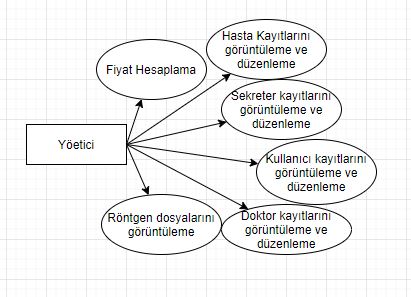 Hasta Kayıtlarını
görüntüleme ve
düzenleme
Fiyat Hesaplama
Sekreter kayıtlarını
görüntüleme ve
düzenleme
Yöetici
Kullanıcı kayıtlarını
görüntüleme ve
düzenleme
Röntgen dosyalarını
görüntüleme
Doktor kayıtlarını
görüntüleme ve
düzenleme